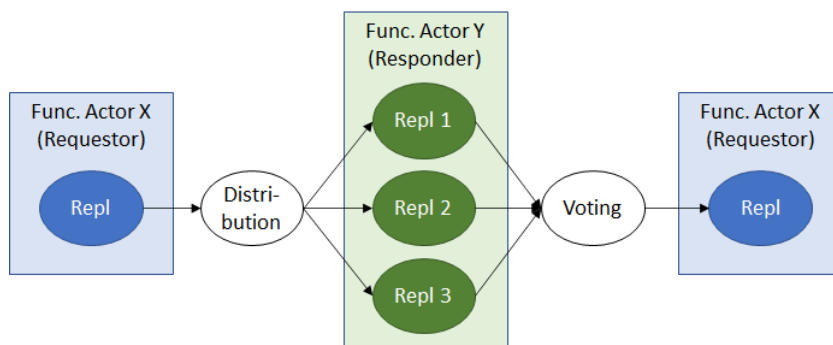 Func. Actor X
(Requestor)
Repl
Distri-
bution
Func. Actor Y
(Responder)
Repl 1
Repl 2
Repl 3
Voting
Func. Actor X
(Requestor)
Repl